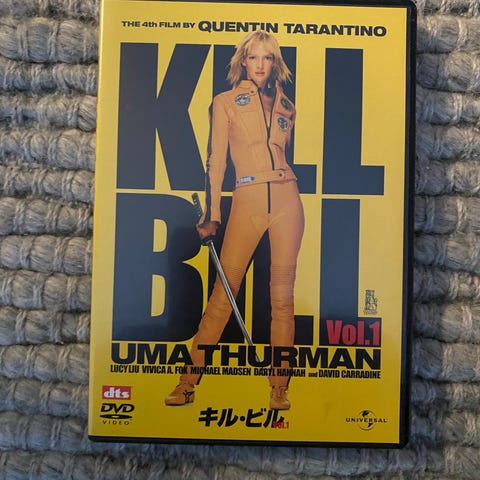 THE 4th FILM BY QUENTIN TARANTINO
KILL
BILL
Vol.1
UMA THURMAN
LUCY LIU VIVICA A. FOX MICHAEL MADSEN DARYL HANNAH and DAVID CARRADINE
dts
DVD
VIDEO
キル・ビル Vol.1
UNIVERSAL